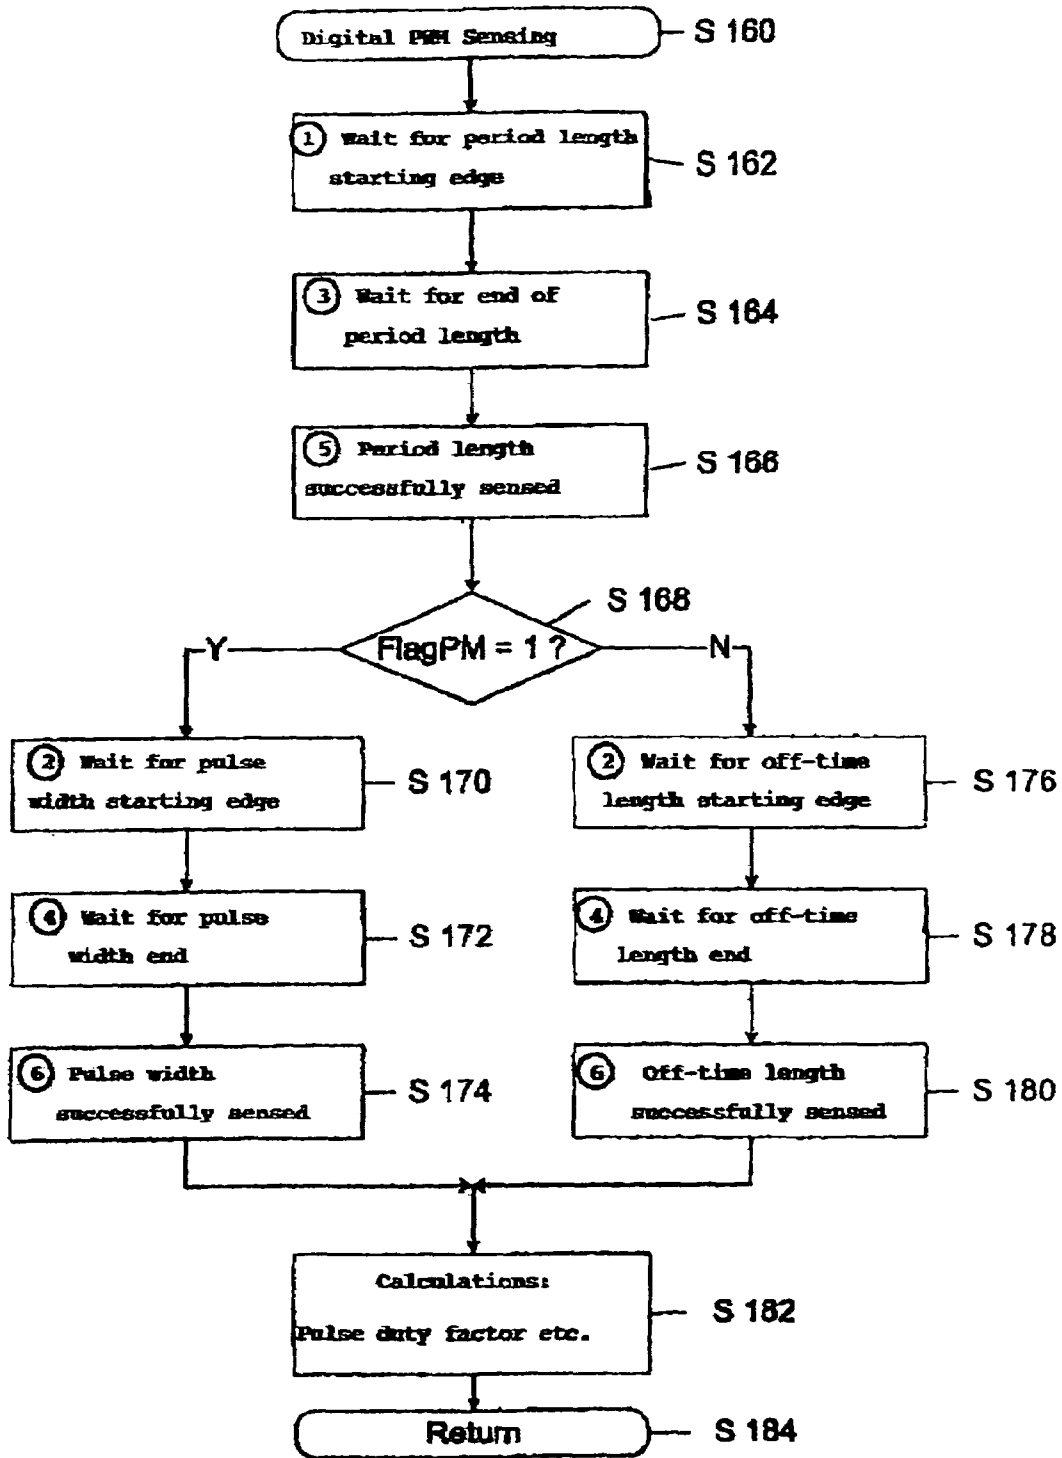 Digital PWM Sensing
S 160
① Wait for period length
starting edge
S 162
③ Wait for end of
period length
S 164
⑤ Period length
successfully sensed
S 166
FlagPM = 1 ?
S 168
Y
N
② Wait for pulse
width starting edge
S 170
② Wait for off-time
length starting edge
S 176
④ Wait for pulse
width end
S 172
④ Wait for off-time
length end
S 178
⑥ Pulse width
successfully sensed
S 174
⑥ Off-time length
successfully sensed
S 180
Calculations:
Pulse duty factor etc.
S 182
Return
S 184